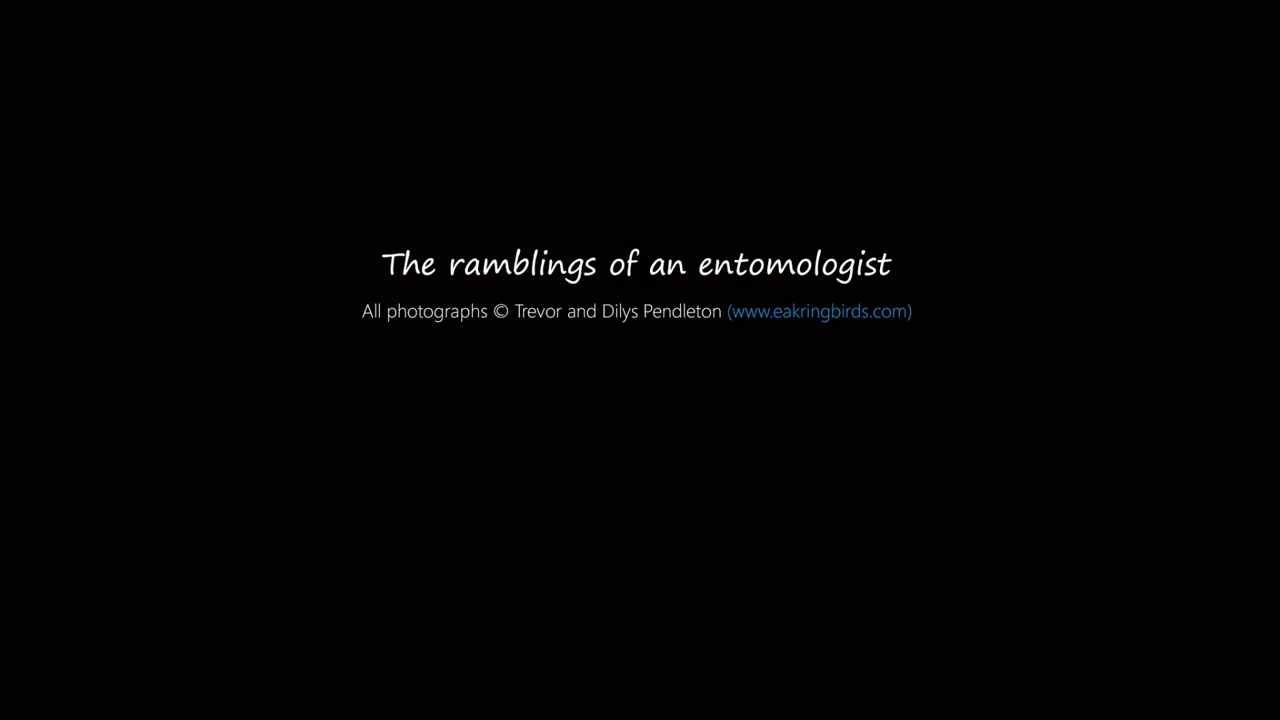 The ramblings of an entomologist
All photographs © Trevor and Dilys Pendleton (www.eakringbirds.com)